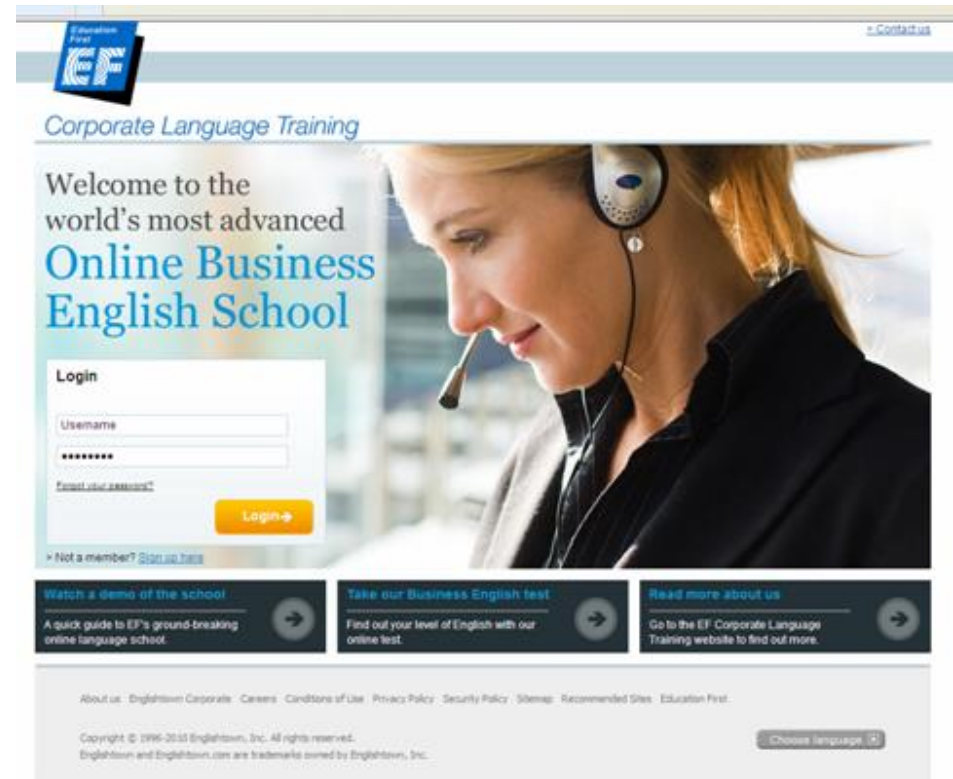 Education
First
EF
> Contact us
Corporate Language Training
Welcome to the
world's most advanced
Online Business
English School
Login
Username
••••••••
Forgot your password?
Login
> Not a member? Sign up here
Watch a demo of the school
A quick guide to EF's ground-breaking
online language school.
Take our Business English test
Find out your level of English with our
online test.
Read more about us
Go to the EF Corporate Language
Training website to find out more.
About us Englishtown Corporate Careers Conditions of Use Privacy Policy Security Policy Sitemap Recommended Sites Education First
Copyright © 1996-2010 Englishtown, Inc. All rights reserved.
Englishtown and Englishtown.com are trademarks owned by Englishtown, Inc.
Choose language